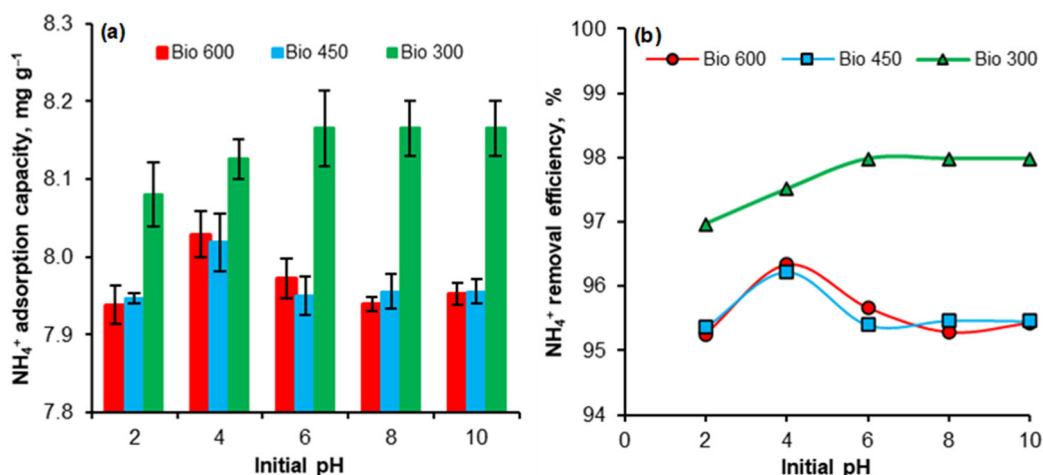 (a)
Bio 600 Bio 450 Bio 300
NH₄⁺ adsorption capacity, mg g⁻¹
8.3
8.2
8.1
8.0
7.9
7.8
2 4 6 8 10
Initial pH
(b)
Bio 600 Bio 450 Bio 300
NH₄⁺ removal efficiency, %
100
99
98
97
96
95
94
0 2 4 6 8 10
Initial pH